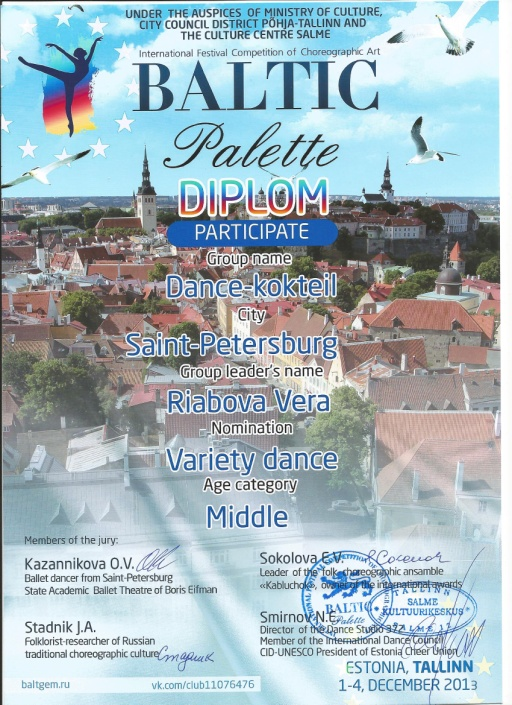 UNDER THE AUSPICES OF MINISTRY OF CULTURE,
CITY COUNCIL DISTRICT PÕHJA-TALLINN AND
THE CULTURE CENTRE SALME
International Festival Competition of Choreographic Art
BALTIC
Palette
DIPLOM
PARTICIPATE
Group name
Dance-kokteil
City
Saint-Petersburg
Group leader's name
Riabova Vera
Nomination
Variety dance
Age category
Middle
Members of the jury:
Kazannikova O.V.
Ballet dancer from Saint-Petersburg
State Academic Ballet Theatre of Boris Eifman
Stadnik J.A.
Folklorist-researcher of Russian
traditional choreographic culture
Sokolova E.V.
Leader of the folk choreographic ansamble
«Kabluchok», owner of the international awards
Smirnov N.E.
Director of the Dance Studio
Member of the International Dance Council
CID-UNESCO President of Estonia Cheer Union
BALTIC
TALLINN
SALME
KULTUURIKESKUS
ESTONIA, TALLINN
1-4, DECEMBER 2013
baltgem.ru
vk.com/club11076476